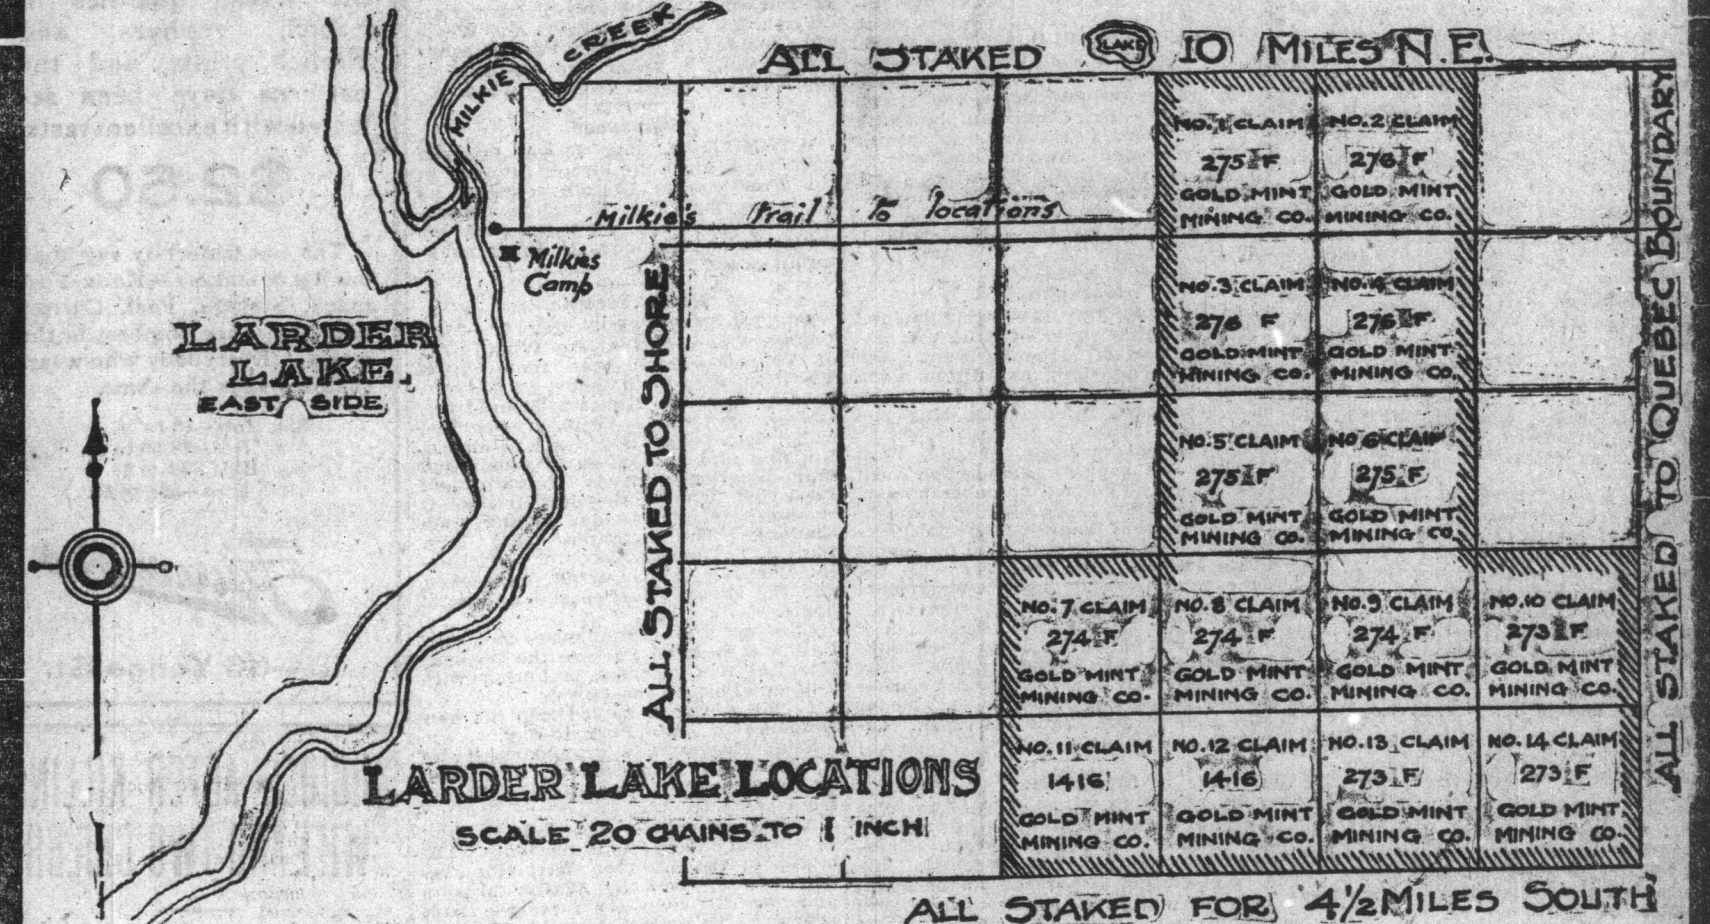 MILKIE CREEK
ALL STAKED LAKE 10 MILES N.E.
NO. 1 CLAIM
275 F
GOLD MINT
MINING CO.
NO. 2 CLAIM
276 F
GOLD MINT
MINING CO.
Milkie's Trail To locations
Milkies
Camp
LARDER
LAKE.
EAST SIDE
ALL STAKED TO SHORE
ALL STAKED TO QUEBEC BOUNDARY
NO. 3 CLAIM
276 F
GOLD MINT
MINING CO.
NO. 4 CLAIM
276 F
GOLD MINT
MINING CO.
NO. 5 CLAIM
275 F
GOLD MINT
MINING CO.
NO 6 CLAIM
275 F
GOLD MINT
MINING CO.
NO. 7 CLAIM
274 F
GOLD MINT
MINING CO.
NO. 8 CLAIM
274 F
GOLD MINT
MINING CO.
NO. 9 CLAIM
274 F
GOLD MINT
MINING CO.
NO. 10 CLAIM
273 F
GOLD MINT
MINING CO.
NO. 11 CLAIM
1416
GOLD MINT
MINING CO.
NO. 12 CLAIM
1416
GOLD MINT
MINING CO.
NO. 13 CLAIM
273 F
GOLD MINT
MINING CO.
NO. 14 CLAIM
273 F
GOLD MINT
MINING CO.
LARDER LAKE LOCATIONS
SCALE 20 CHAINS TO 1 INCH
ALL STAKED FOR 4½ MILES SOUTH